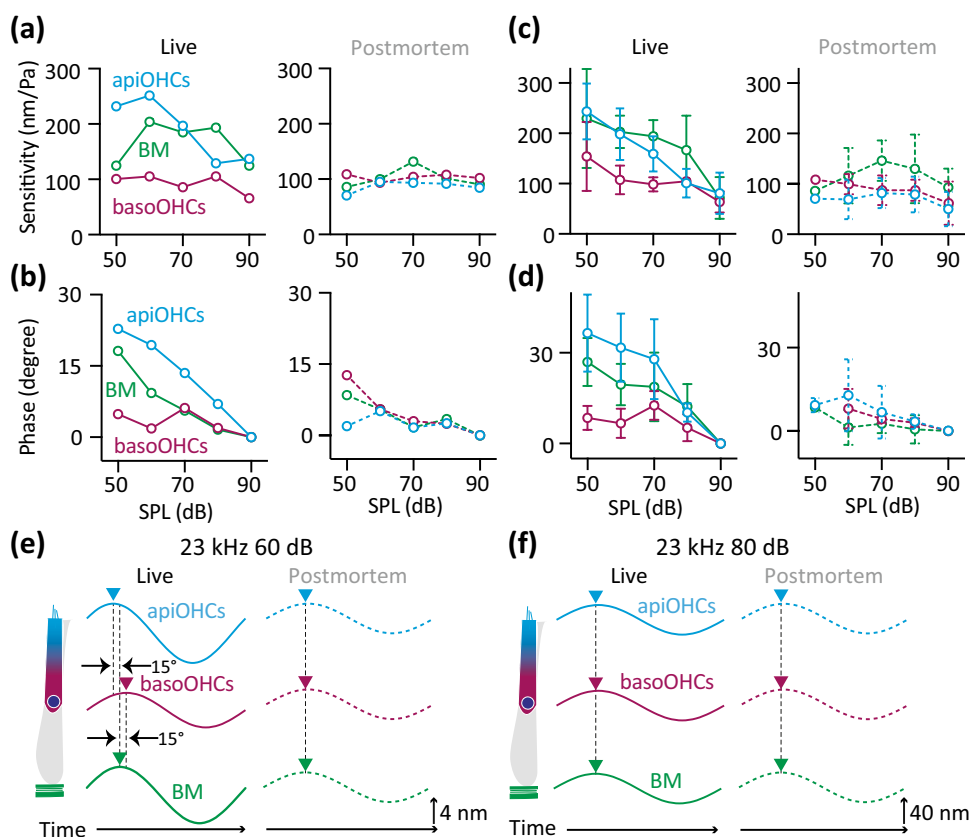 (a)
Live
Postmortem
Sensitivity (nm/Pa)
300
200
100
0
apiOHCs
BM
basoOHCs
50 70 90
300
200
100
0
50 70 90
(c)
Live
Postmortem
300
200
100
0
50 70 90
300
200
100
0
50 70 90
(b)
Phase (degree)
30
15
0
apiOHCs
BM
basoOHCs
50 70 90
SPL (dB)
30
15
0
50 70 90
SPL (dB)
(d)
30
0
50 70 90
SPL (dB)
30
0
50 70 90
SPL (dB)
(e)
23 kHz 60 dB
Live
Postmortem
apiOHCs
15°
basoOHCs
15°
BM
4 nm
Time
(f)
23 kHz 80 dB
Live
Postmortem
apiOHCs
basoOHCs
BM
40 nm
Time